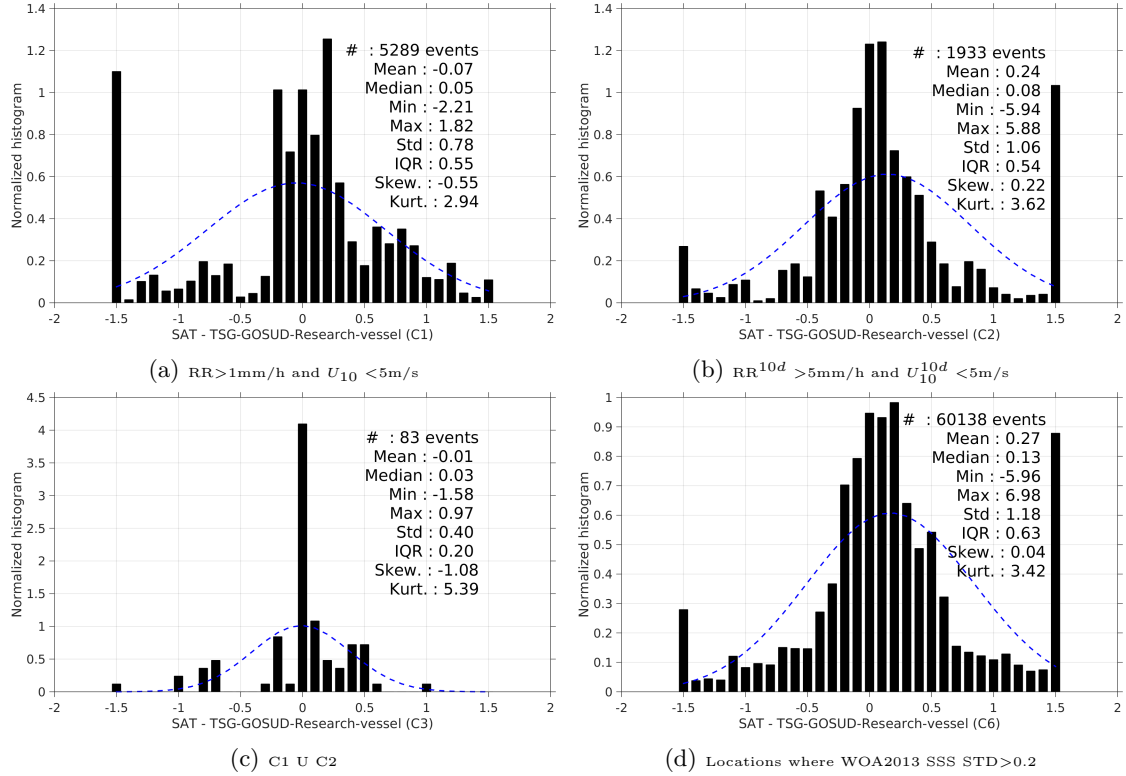 1.4
1.2
1
0.8
0.6
0.4
0.2
0
Normalized histogram
# : 5289 events
Mean : -0.07
Median : 0.05
Min : -2.21
Max : 1.82
Std : 0.78
IQR : 0.55
Skew. : -0.55
Kurt. : 2.94
-2 -1.5 -1 -0.5 0 0.5 1 1.5 2
SAT - TSG-GOSUD-Research-vessel (C1)
(a) RR>1mm/h and U10 <5m/s
1.4
1.2
1
0.8
0.6
0.4
0.2
0
Normalized histogram
# : 1933 events
Mean : 0.24
Median : 0.08
Min : -5.94
Max : 5.88
Std : 1.06
IQR : 0.54
Skew. : 0.22
Kurt. : 3.62
-2 -1.5 -1 -0.5 0 0.5 1 1.5 2
SAT - TSG-GOSUD-Research-vessel (C2)
(b) RR^10d >5mm/h and U10^10d <5m/s
4.5
4
3.5
3
2.5
2
1.5
1
0.5
0
Normalized histogram
# : 83 events
Mean : -0.01
Median : 0.03
Min : -1.58
Max : 0.97
Std : 0.40
IQR : 0.20
Skew. : -1.08
Kurt. : 5.39
-2 -1.5 -1 -0.5 0 0.5 1 1.5 2
SAT - TSG-GOSUD-Research-vessel (C3)
(c) C1 U C2
1
0.9
0.8
0.7
0.6
0.5
0.4
0.3
0.2
0.1
0
Normalized histogram
# : 60138 events
Mean : 0.27
Median : 0.13
Min : -5.96
Max : 6.98
Std : 1.18
IQR : 0.63
Skew. : 0.04
Kurt. : 3.42
-2 -1.5 -1 -0.5 0 0.5 1 1.5 2
SAT - TSG-GOSUD-Research-vessel (C6)
(d) Locations where WOA2013 SSS STD>0.2